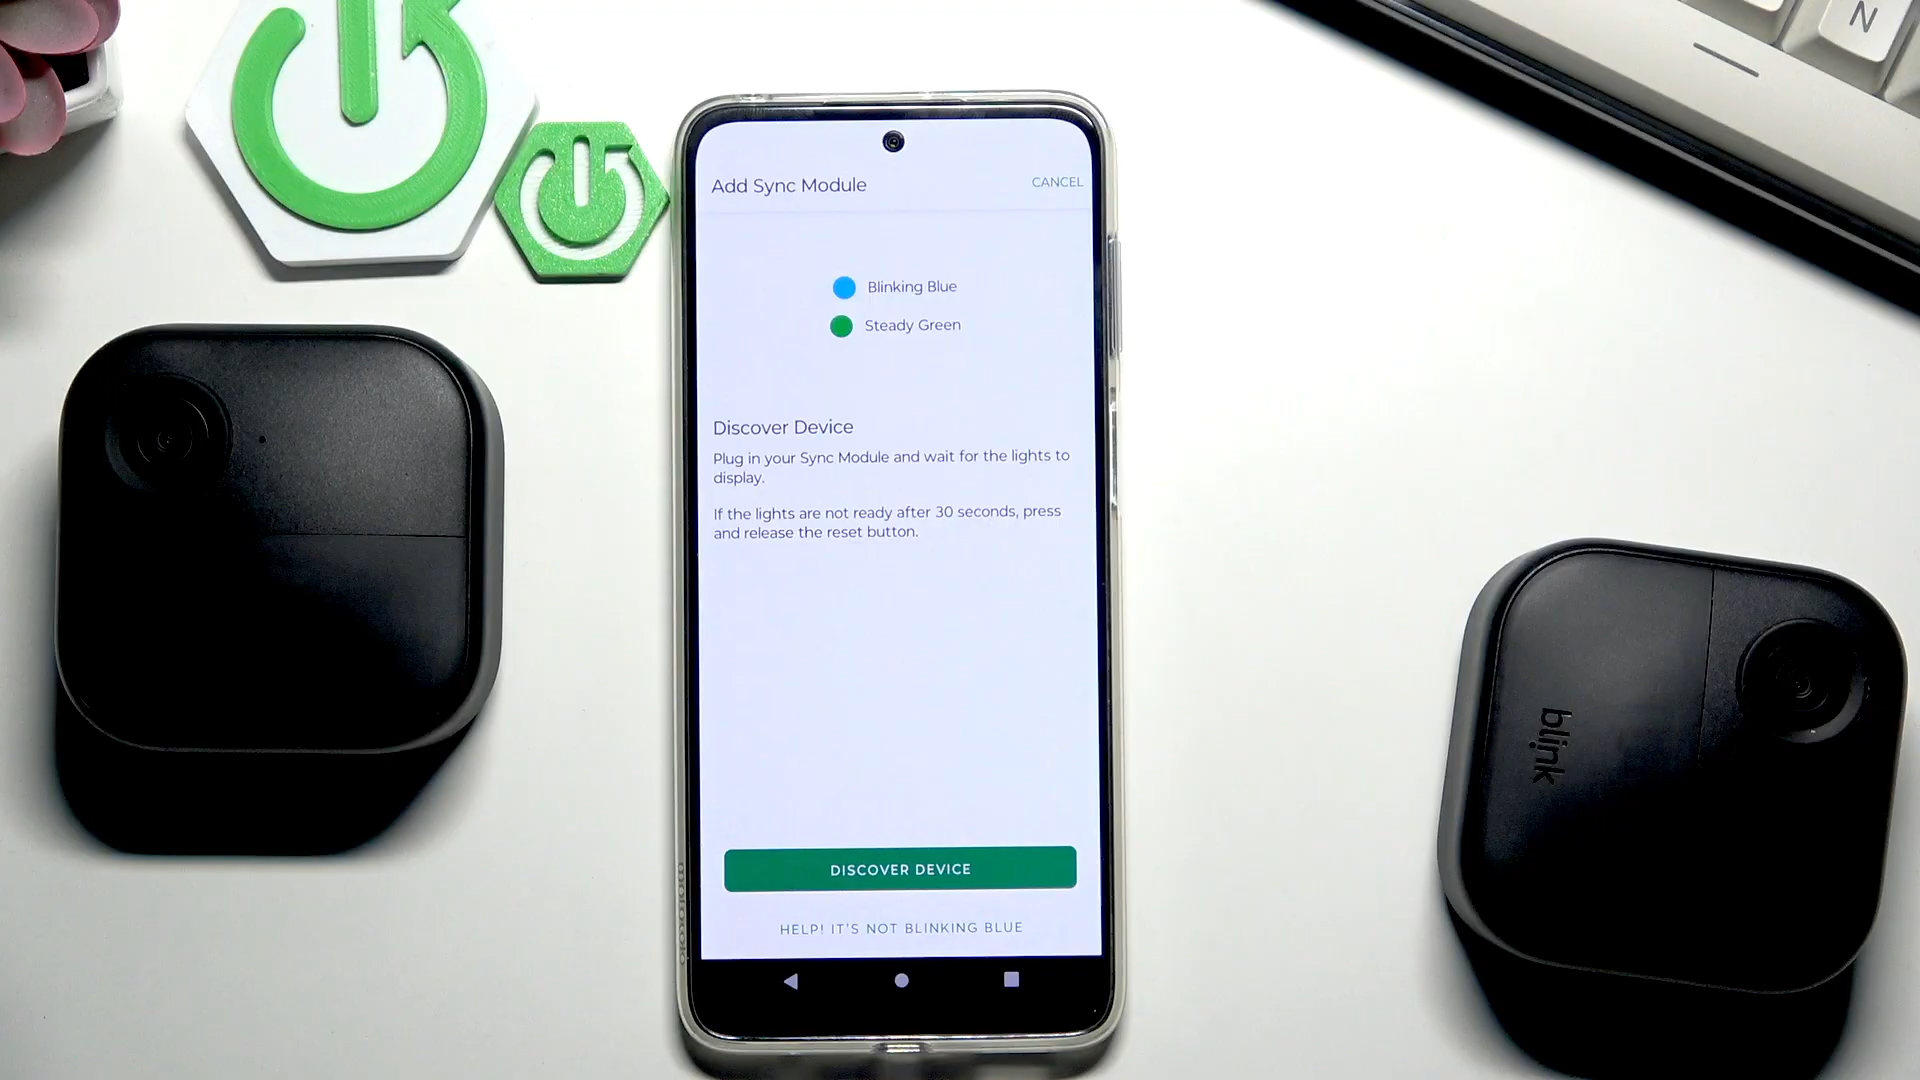 N
Add Sync Module
CANCEL
Blinking Blue
Steady Green
Discover Device
Plug in your Sync Module and wait for the lights to
display.
If the lights are not ready after 30 seconds, press
and release the reset button.
DISCOVER DEVICE
HELP! IT'S NOT BLINKING BLUE
motorola
blink